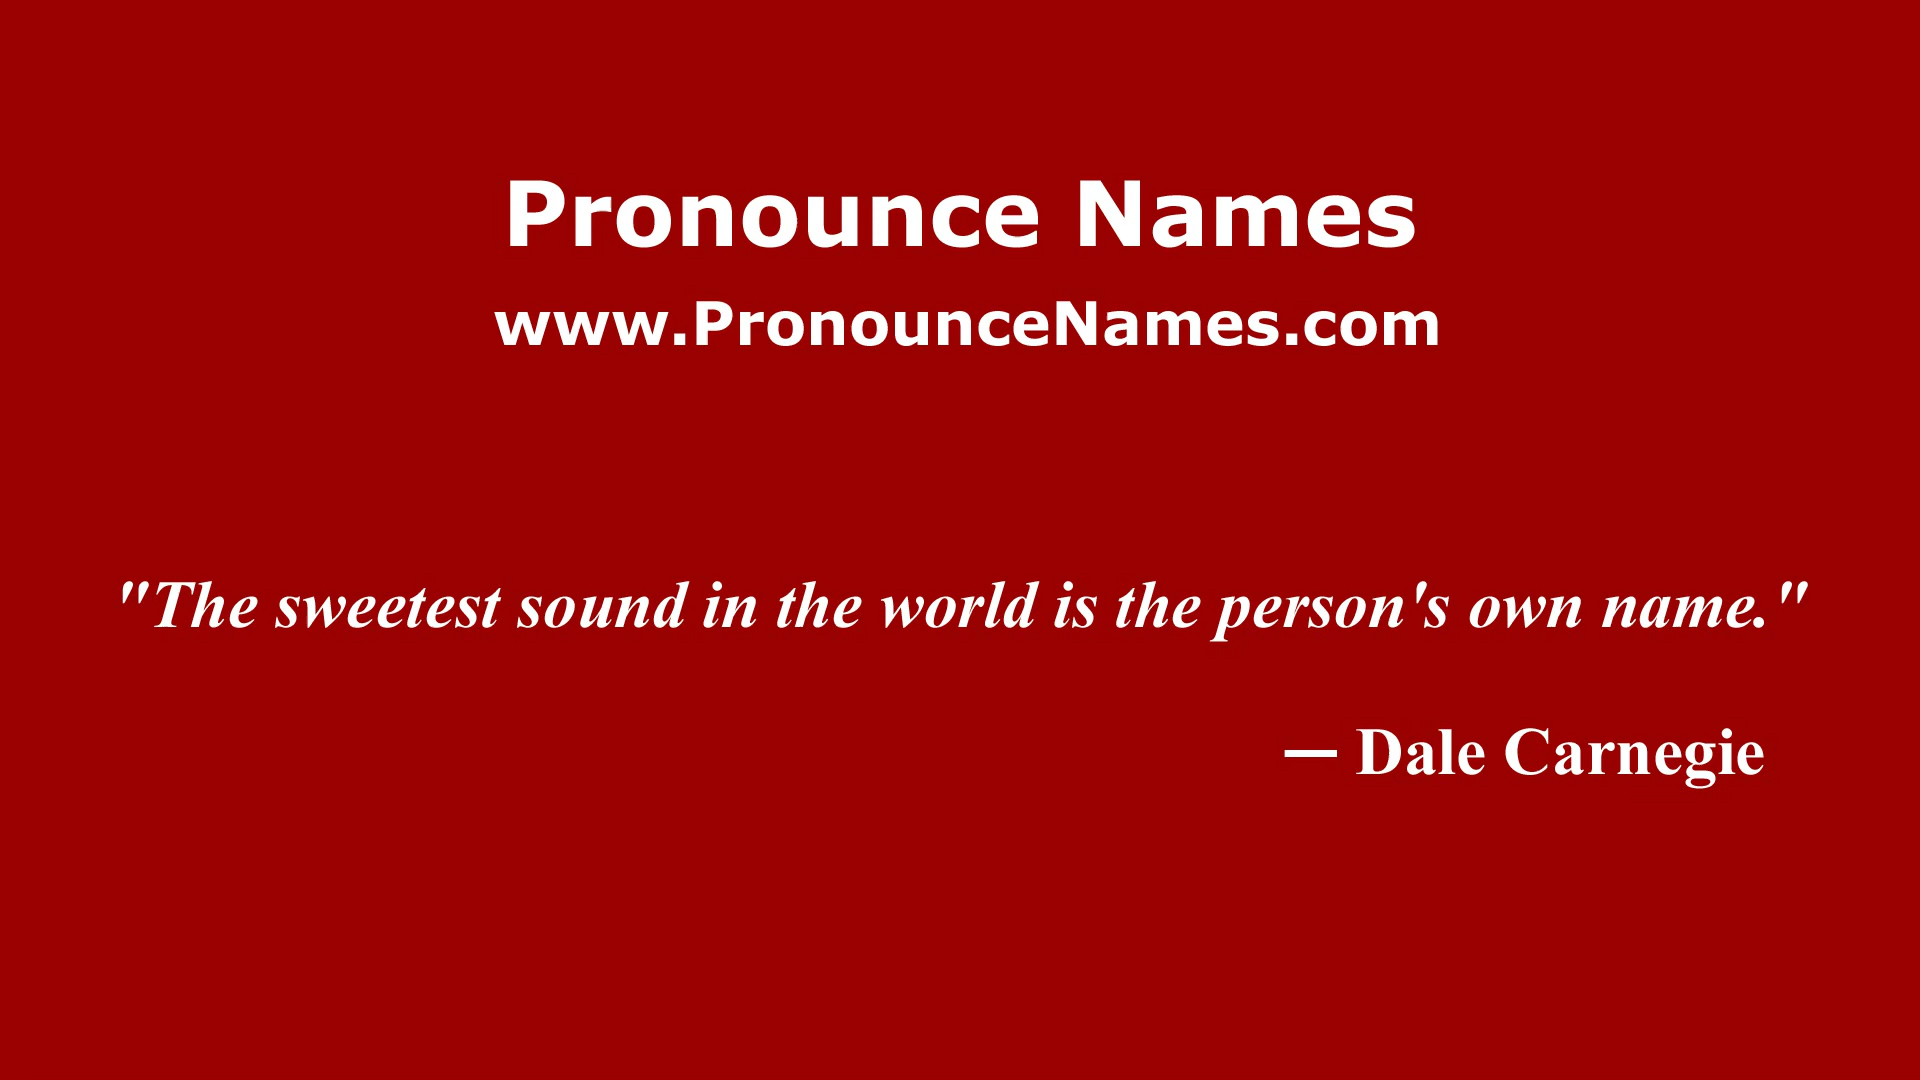 Pronounce Names
www.PronounceNames.com
"The sweetest sound in the world is the person's own name."
— Dale Carnegie